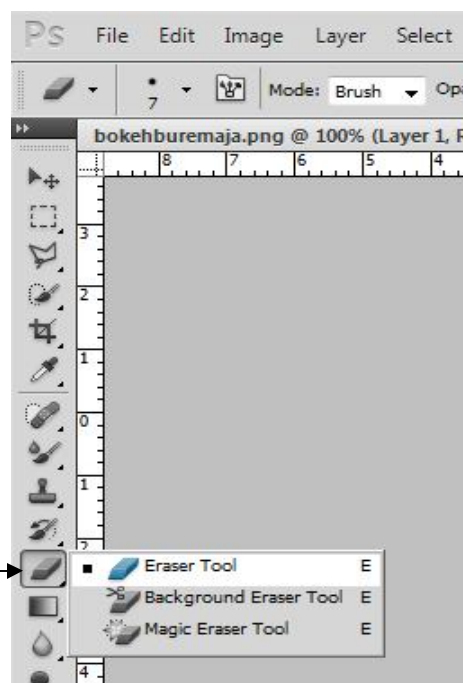 Ps File Edit Image Layer Select
7 Mode: Brush Opa
bokehburemaja.png @ 100% (Layer 1, R
8 7 6 5 4
3
2
1
0
1
2
Eraser Tool E
Background Eraser Tool E
Magic Eraser Tool E
4